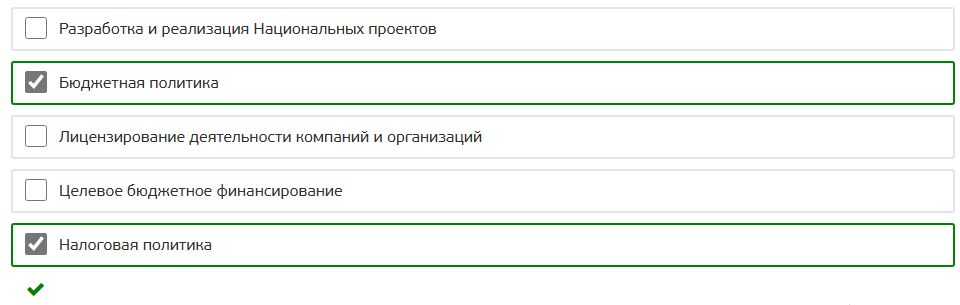 Разработка и реализация Национальных проектов
Бюджетная политика
Лицензирование деятельности компаний и организаций
Целевое бюджетное финансирование
Налоговая политика